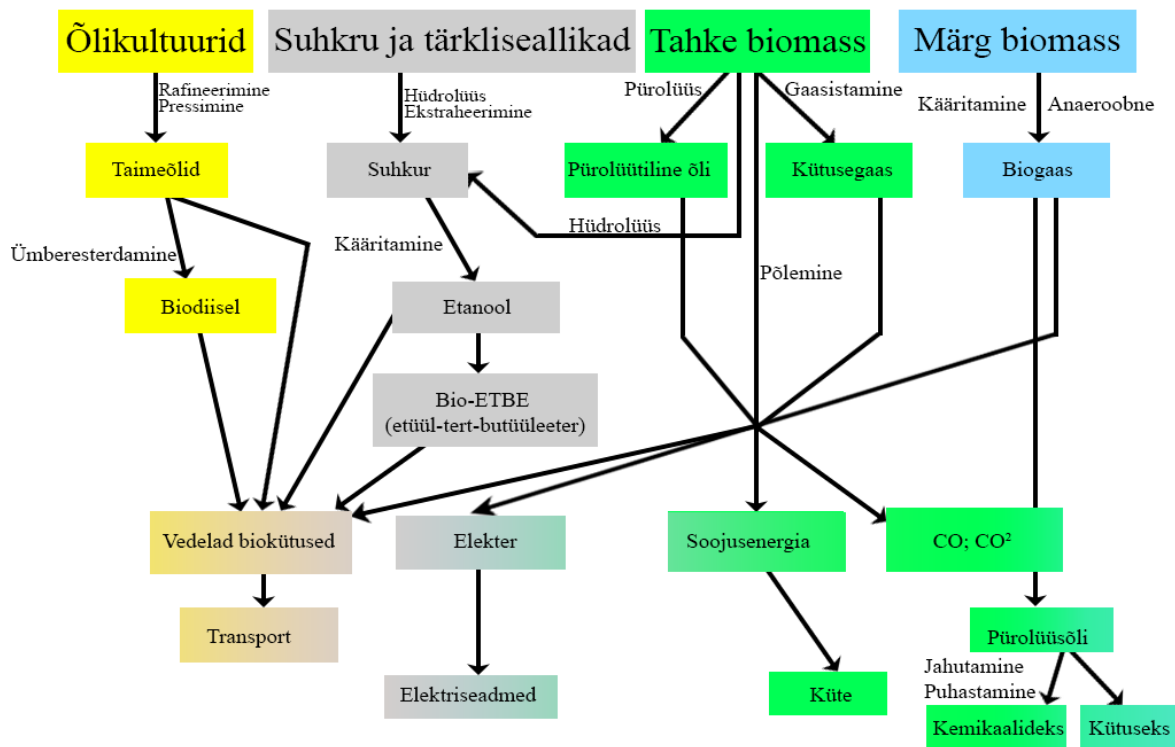 Õlikultuurid
Suhkru ja tärkliseallikad
Tahke biomass
Märg biomass
Rafineerimine
Pressimine
Hüdrolüüs
Ekstraheerimine
Pürolüüs
Gaasistamine
Kääritamine
Anaeroobne
Taimeõlid
Suhkur
Pürolüütiline õli
Kütusegaas
Biogaas
Ümberesterdamine
Kääritamine
Hüdrolüüs
Põlemine
Biodiisel
Etanool
Bio-ETBE
(etüül-tert-butüüleeter)
Vedelad biokütused
Elekter
Soojusenergia
CO; CO²
Transport
Elektriseadmed
Küte
Pürolüüsõli
Jahutamine
Puhastamine
Kemikaalideks
Kütuseks